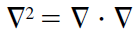 ∇² = ∇ · ∇